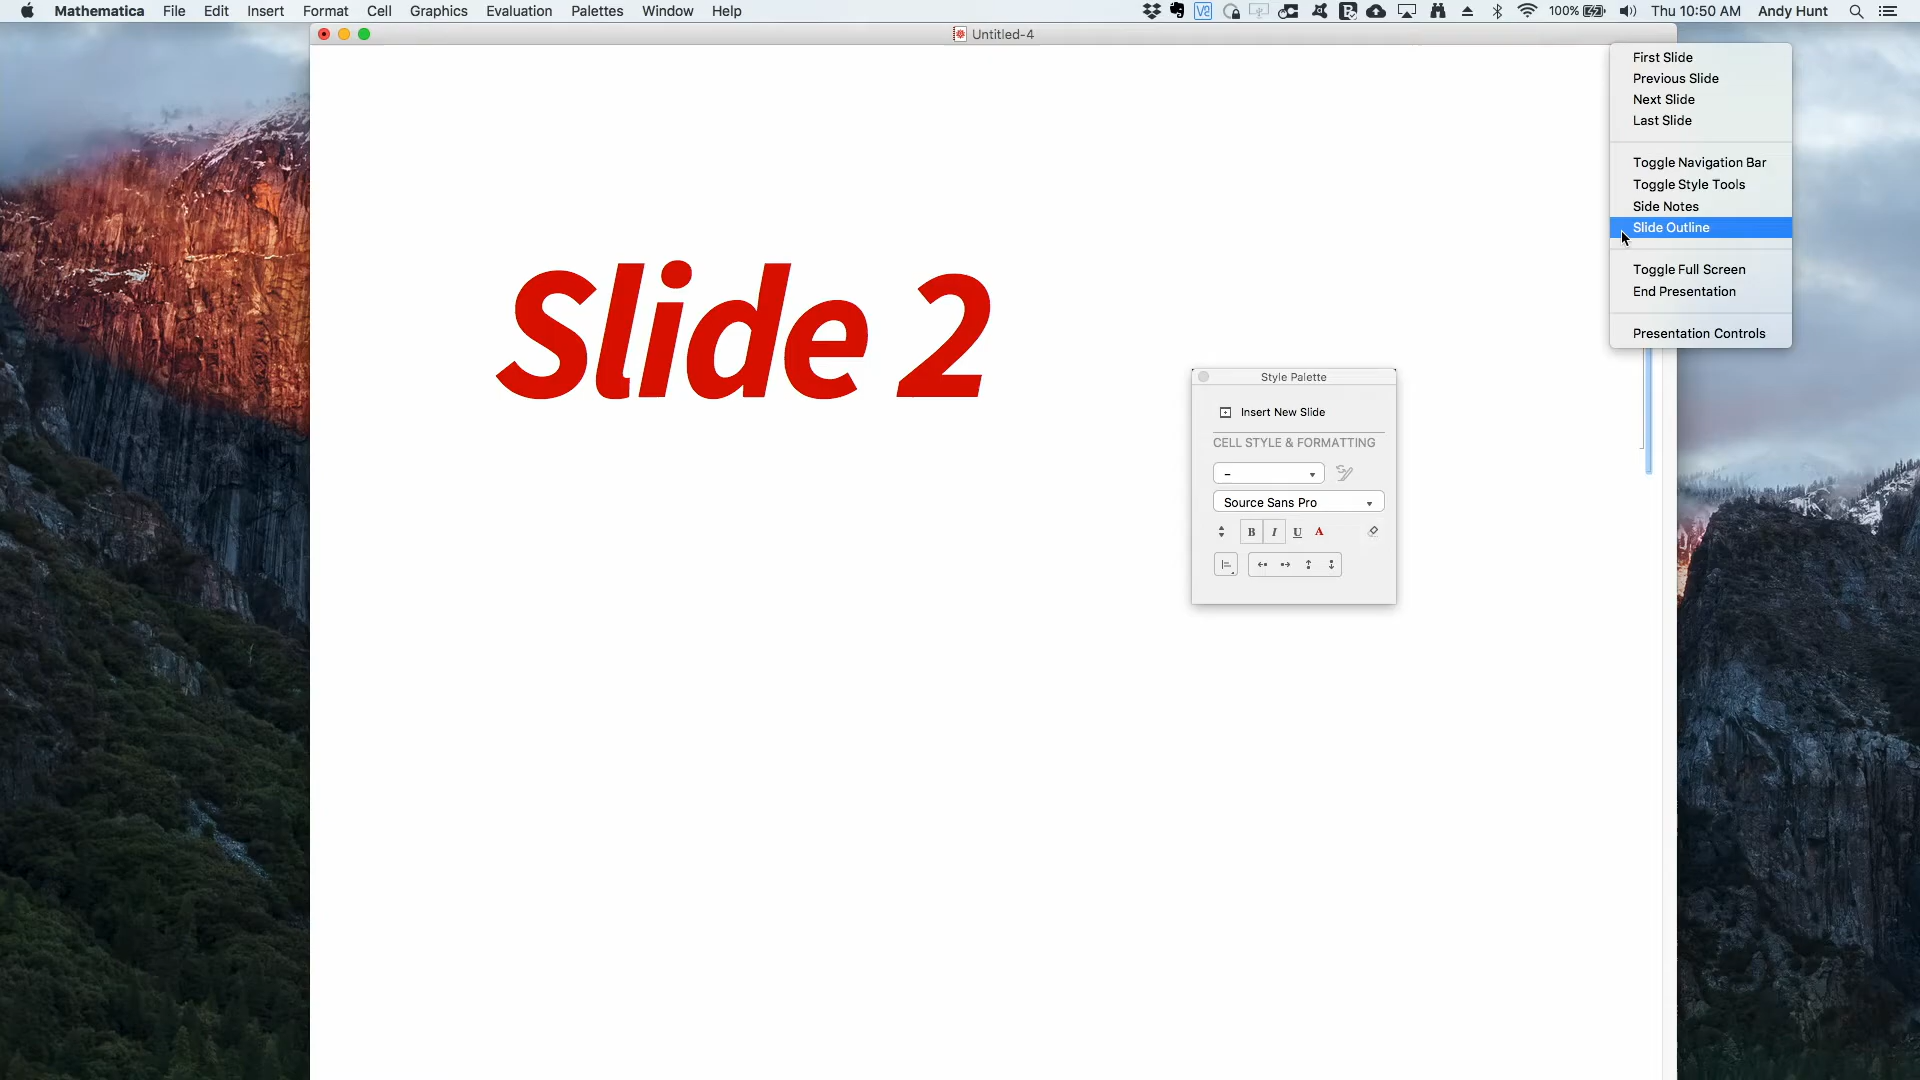 Mathematica File Edit Insert Format Cell Graphics Evaluation Palettes Window Help 100% Thu 10:50 AM Andy Hunt
Untitled-4
First Slide
Previous Slide
Next Slide
Last Slide
Toggle Navigation Bar
Toggle Style Tools
Side Notes
Slide Outline
Toggle Full Screen
End Presentation
Presentation Controls
Slide 2
Style Palette
Insert New Slide
CELL STYLE & FORMATTING
–
Source Sans Pro
B I U A